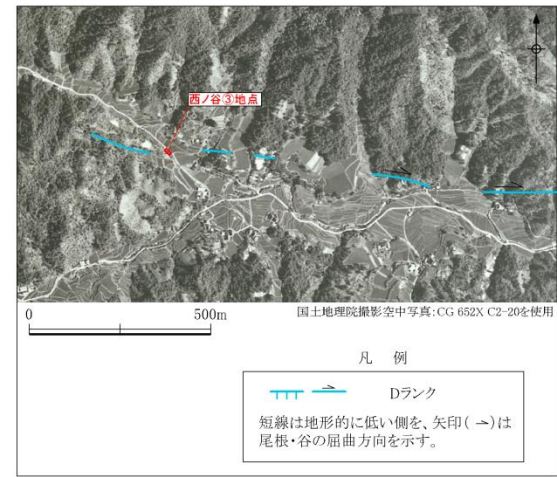 西ノ谷③地点
0 500m
国土地理院撮影空中写真:CG 652X C2-20を使用
凡 例
Dランク
短線は地形的に低い側を、矢印( → )は
尾根・谷の屈曲方向を示す。